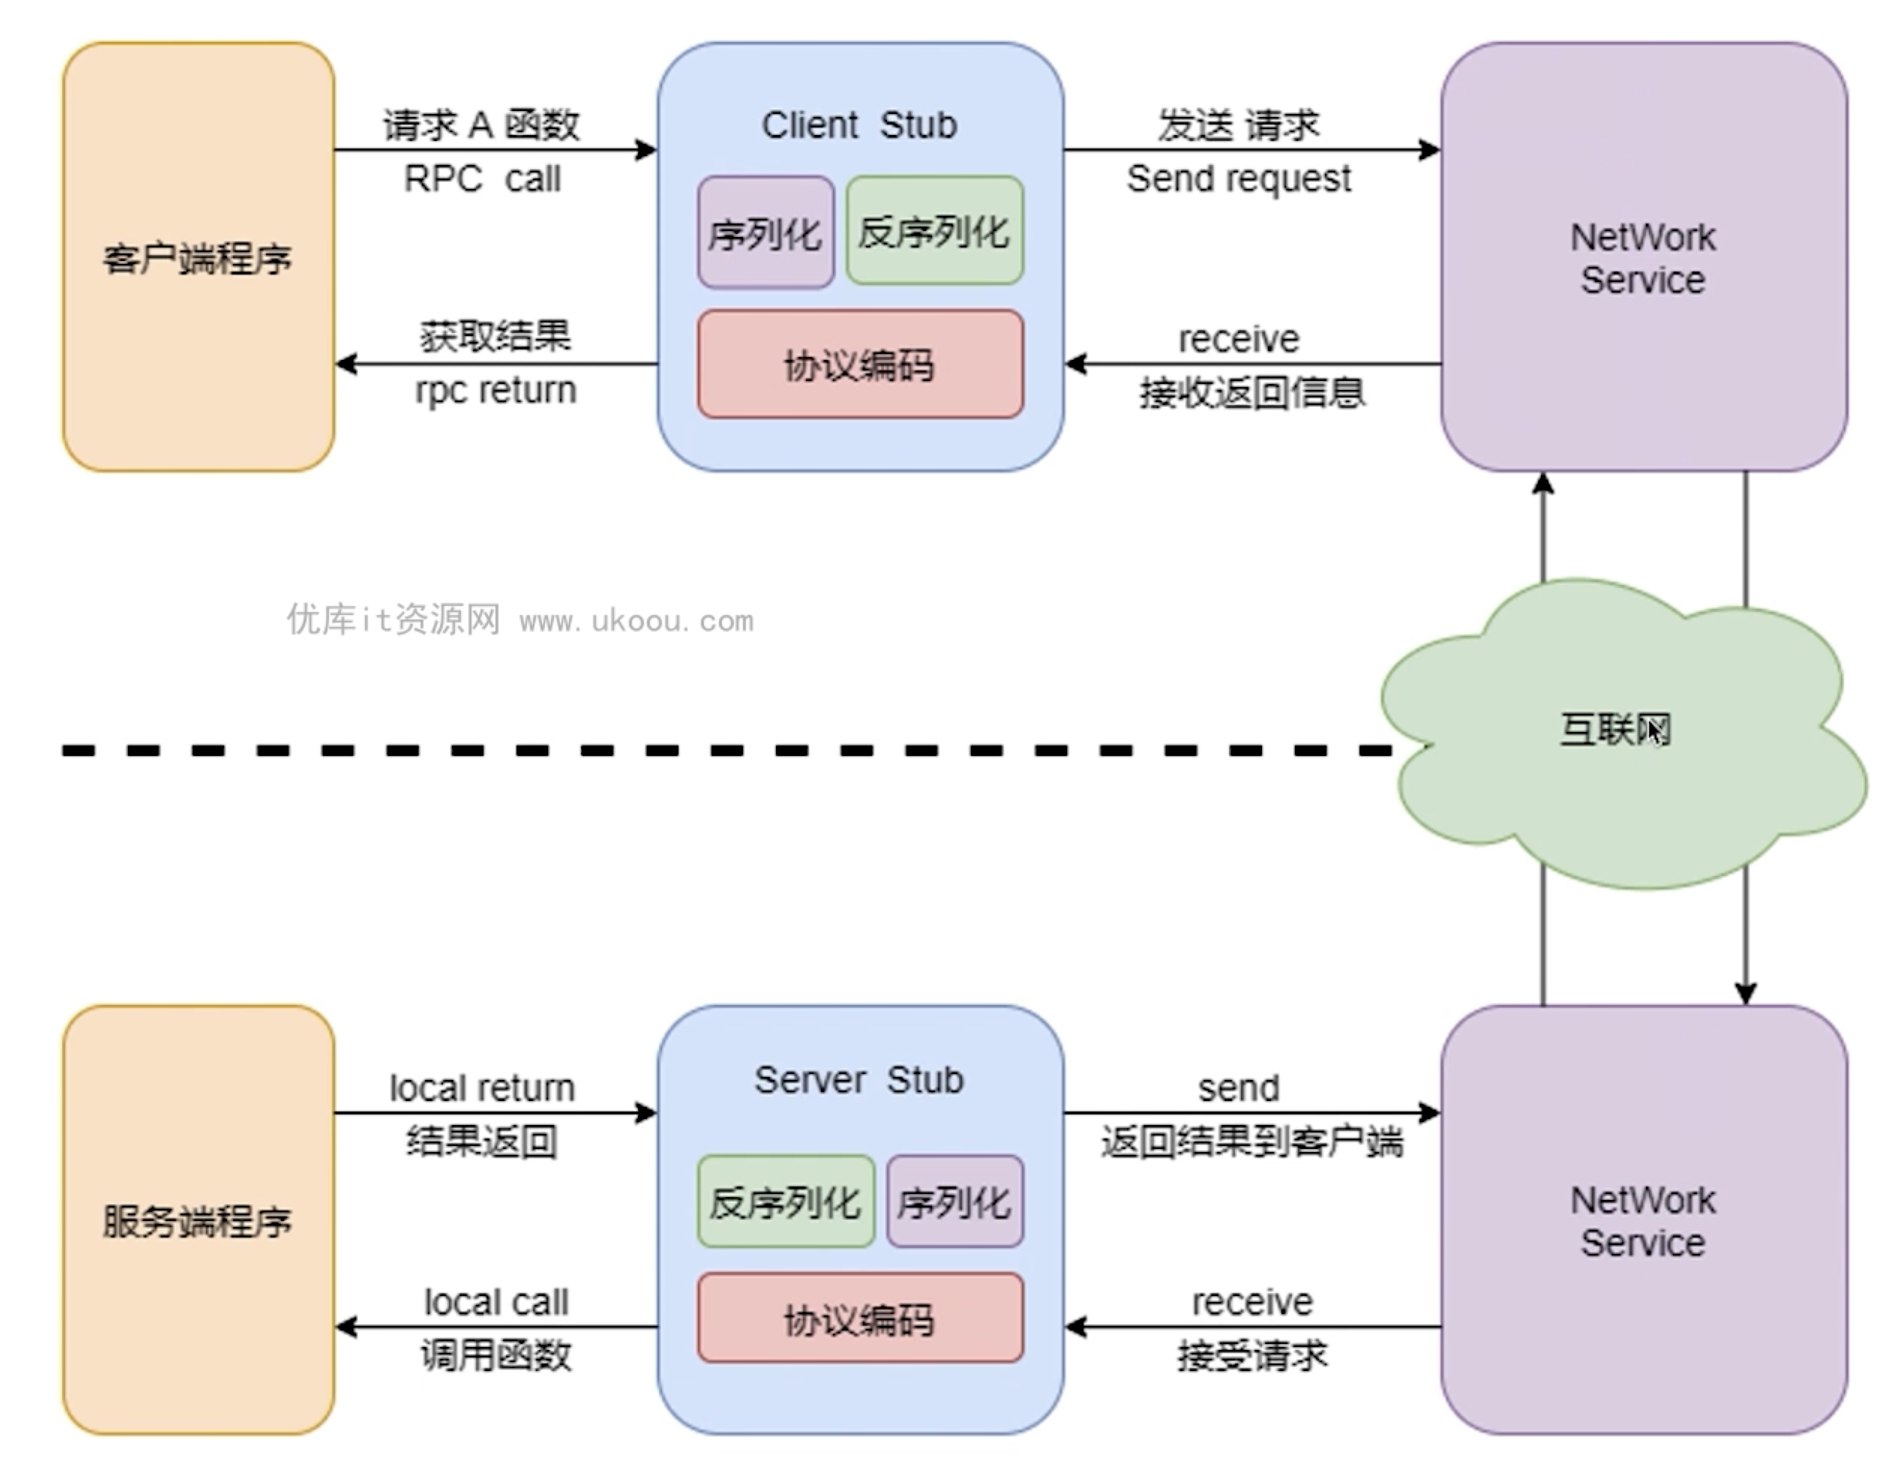 请求 A 函数
RPC call
客户端程序
获取结果
rpc return
Client Stub
序列化
反序列化
协议编码
发送 请求
Send request
receive
接收返回信息
NetWork
Service
优库it资源网 www.ukoou.com
互联网
local return
结果返回
服务端程序
local call
调用函数
Server Stub
反序列化
序列化
协议编码
send
返回结果到客户端
receive
接受请求
NetWork
Service